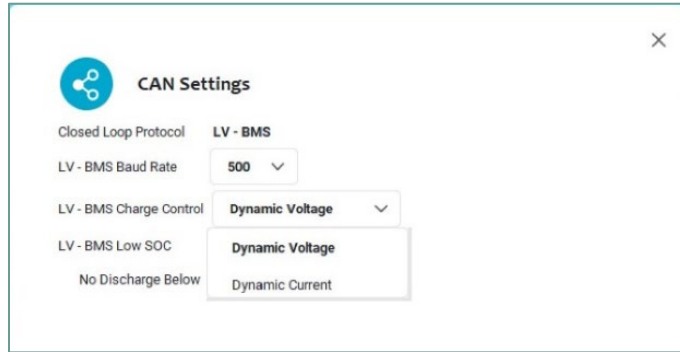 CAN Settings
Closed Loop Protocol LV - BMS
LV - BMS Baud Rate 500
LV - BMS Charge Control Dynamic Voltage
LV - BMS Low SOC Dynamic Voltage
No Discharge Below Dynamic Current